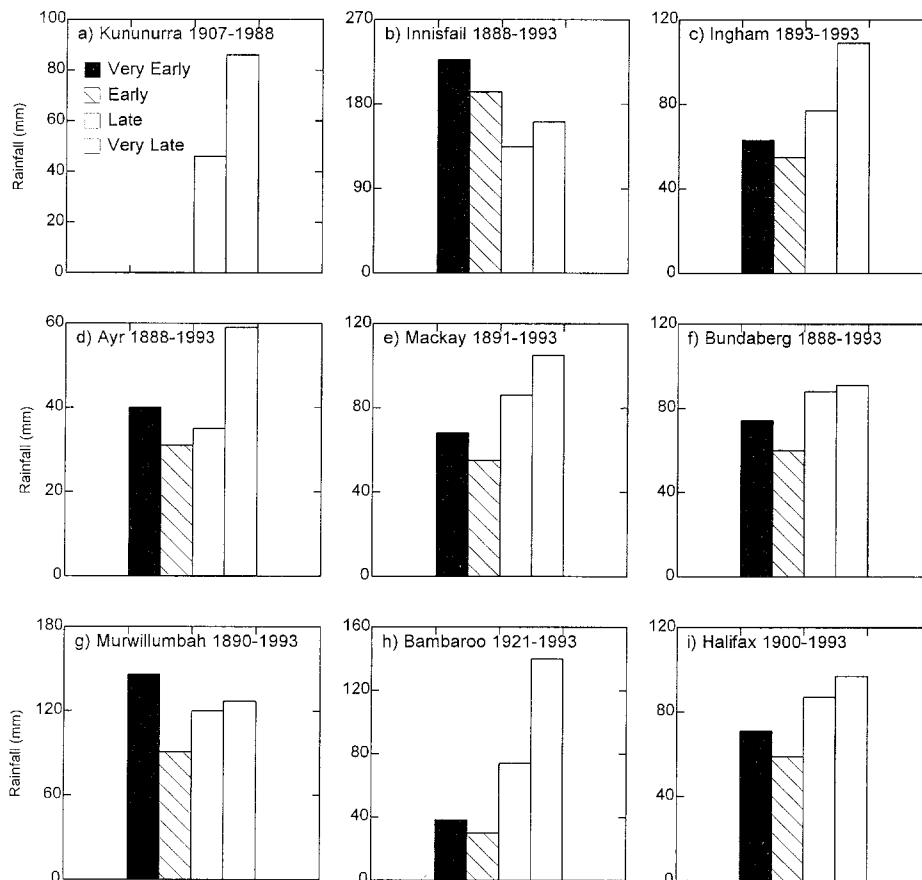 a) Kununurra 1907-1988
100
80
60
40
20
0
Rainfall (mm)
Very Early
Early
Late
Very Late
b) Innisfail 1888-1993
270
180
90
0
c) Ingham 1893-1993
120
80
40
0
d) Ayr 1888-1993
60
40
20
0
Rainfall (mm)
e) Mackay 1891-1993
120
80
40
0
f) Bundaberg 1888-1993
120
80
40
0
g) Murwillumbah 1890-1993
180
120
60
0
Rainfall (mm)
h) Bambaroo 1921-1993
160
120
80
40
0
i) Halifax 1900-1993
120
80
40
0